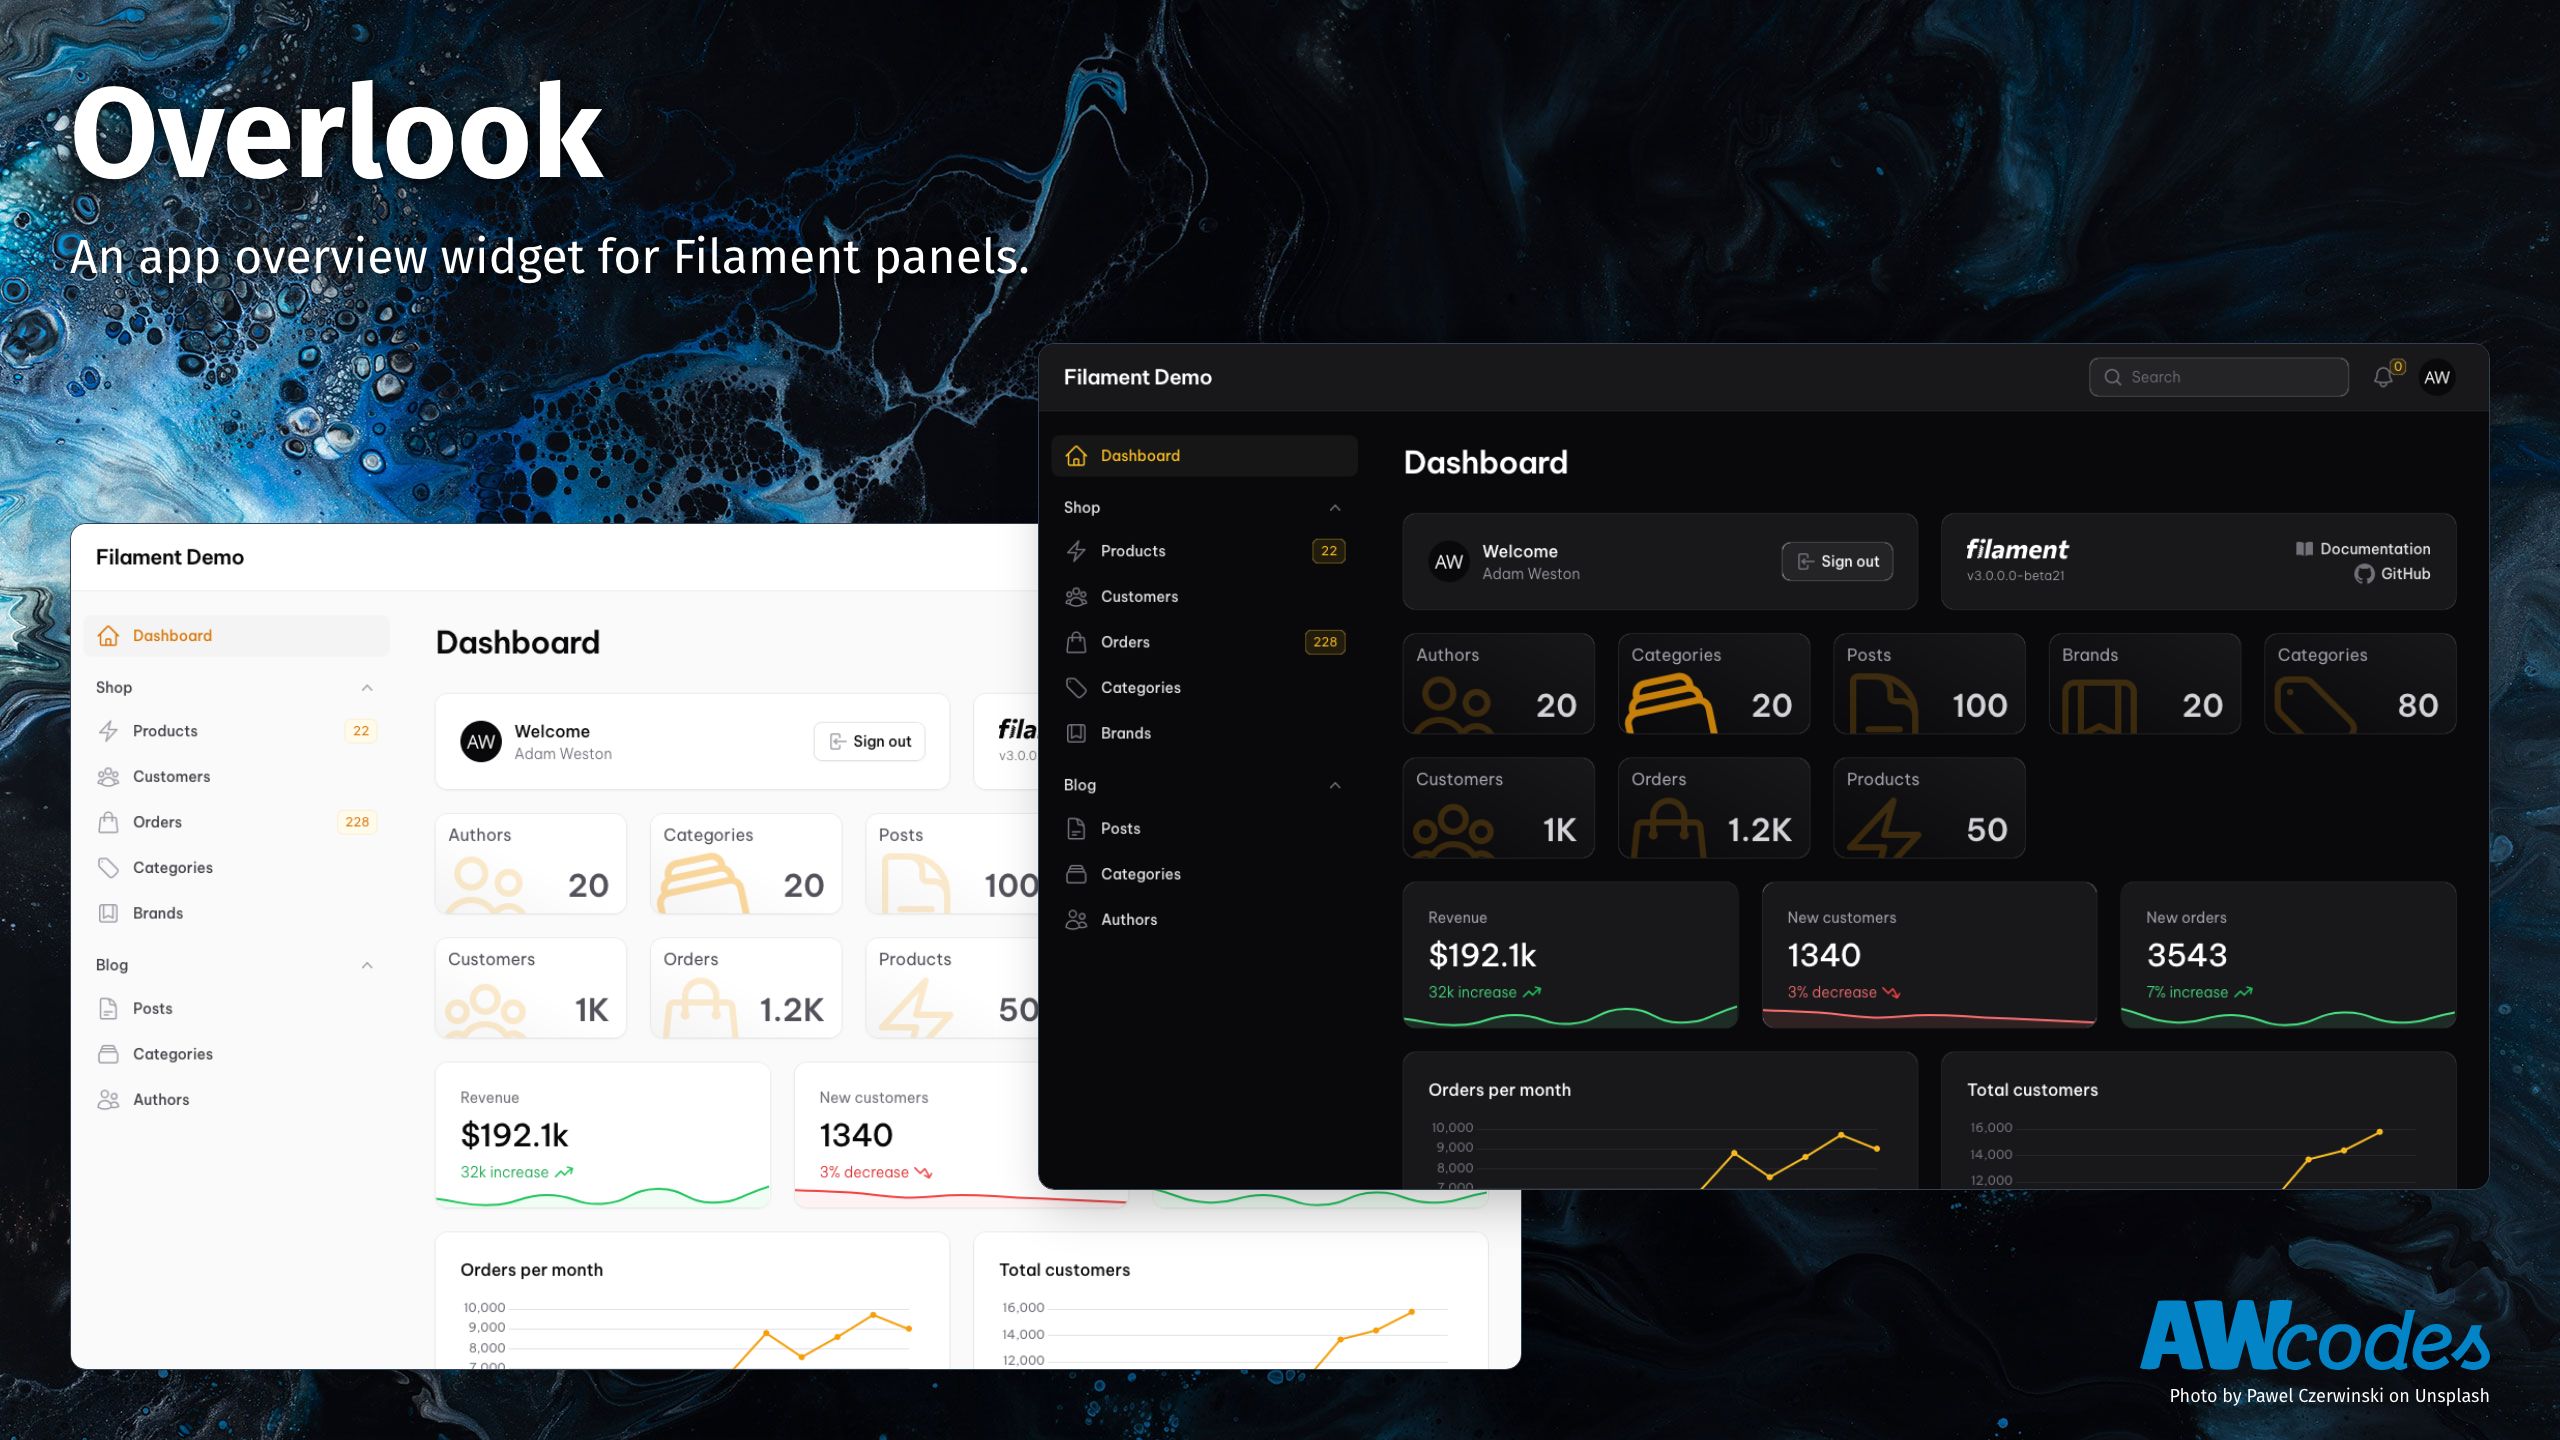 Overlook
An app overview widget for Filament panels.
Filament Demo
Dashboard
Shop
Products 22
Customers
Orders 228
Categories
Brands
Blog
Posts
Categories
Authors
Dashboard
AW
Welcome
Adam Weston
Sign out
fila
v3.0.0
Authors
20
Categories
20
Posts
100
Customers
1K
Orders
1.2K
Products
50
Revenue
$192.1k
32k increase
New customers
1340
3% decrease
Orders per month
10,000
9,000
8,000
7,000
Total customers
16,000
14,000
12,000
Filament Demo
Search
0
AW
Dashboard
Shop
Products 22
Customers
Orders 228
Categories
Brands
Blog
Posts
Categories
Authors
Dashboard
AW
Welcome
Adam Weston
Sign out
filament
v3.0.0.0-beta21
Documentation
GitHub
Authors
20
Categories
20
Posts
100
Brands
20
Categories
80
Customers
1K
Orders
1.2K
Products
50
Revenue
$192.1k
32k increase
New customers
1340
3% decrease
New orders
3543
7% increase
Orders per month
10,000
9,000
8,000
7,000
Total customers
16,000
14,000
12,000
AWcodes
Photo by Pawel Czerwinski on Unsplash